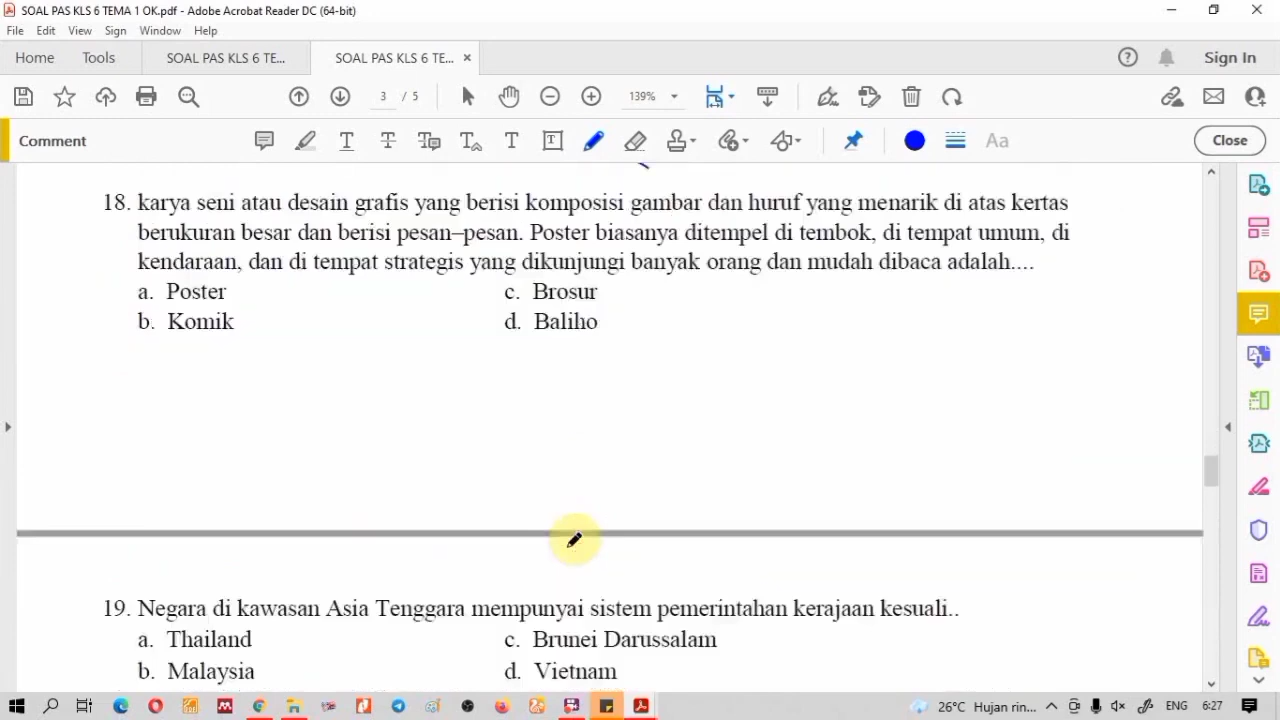 SOAL PAS KLS 6 TEMA 1 OK.pdf - Adobe Acrobat Reader DC (64-bit)
File Edit View Sign Window Help
Home Tools SOAL PAS KLS 6 TE... SOAL PAS KLS 6 TE... × Sign In
3 / 5 139%
Comment Aa Close
18. karya seni atau desain grafis yang berisi komposisi gambar dan huruf yang menarik di atas kertas
berukuran besar dan berisi pesan–pesan. Poster biasanya ditempel di tembok, di tempat umum, di
kendaraan, dan di tempat strategis yang dikunjungi banyak orang dan mudah dibaca adalah....
a. Poster c. Brosur
b. Komik d. Baliho
19. Negara di kawasan Asia Tenggara mempunyai sistem pemerintahan kerajaan kesuali..
a. Thailand c. Brunei Darussalam
b. Malaysia d. Vietnam
26°C Hujan rin... ENG 6:27